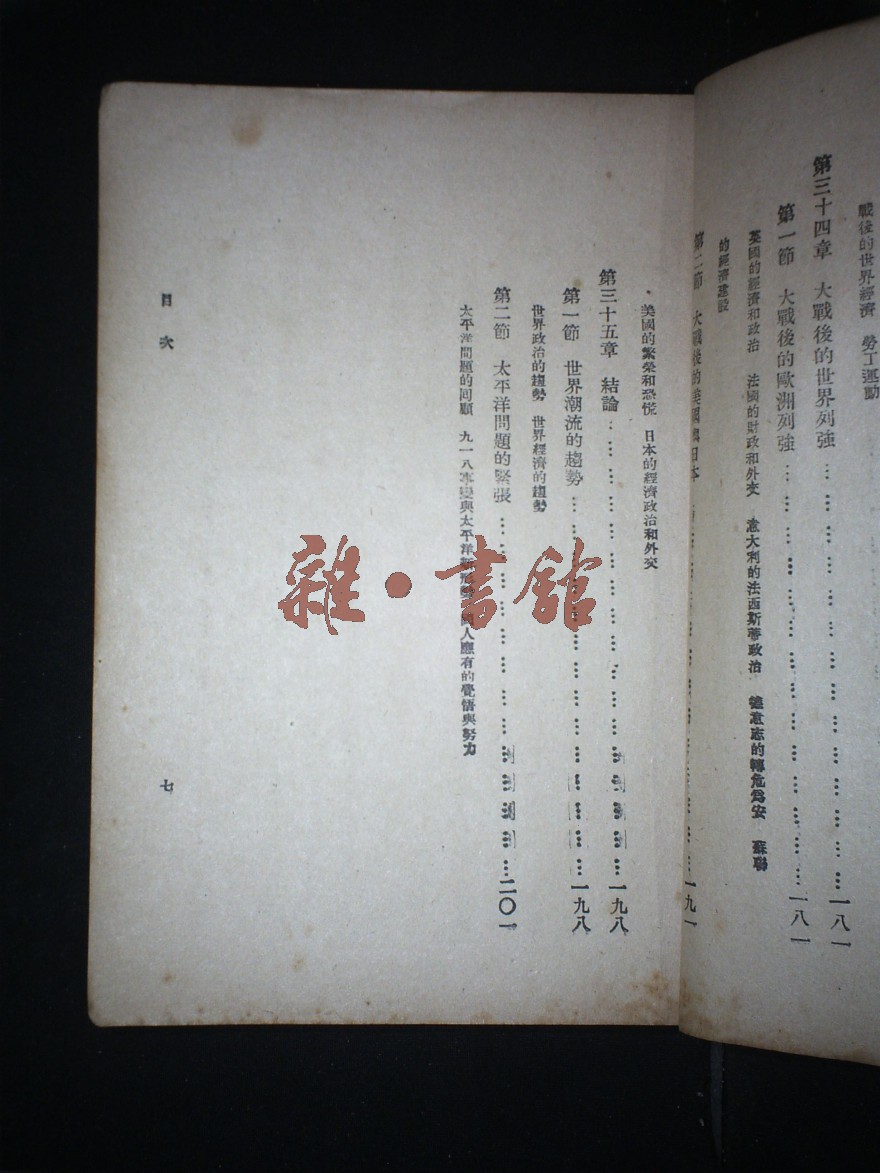 戰後的世界經濟　勞工運動
第三十四章　大戰後的世界列強………………………一八一
第一節　大戰後的歐洲列強………………………一八一
英國的經濟和政治　法國的財政和外交　意大利的法西斯蒂政治　德意志的轉危爲安　蘇聯
的經濟建設
第二節　大戰後的美國與日本………………………一九一
美國的繁榮和恐慌　日本的經濟政治和外交
第三十五章　結論………………………一九八
第一節　世界潮流的趨勢………………………一九八
世界政治的趨勢　世界經濟的趨勢
第二節　太平洋問題的緊張………………………二〇一
太平洋問題的回顧　九一八事變與太平洋新形勢　國人應有的覺悟與努力
目次
七
雜·書館